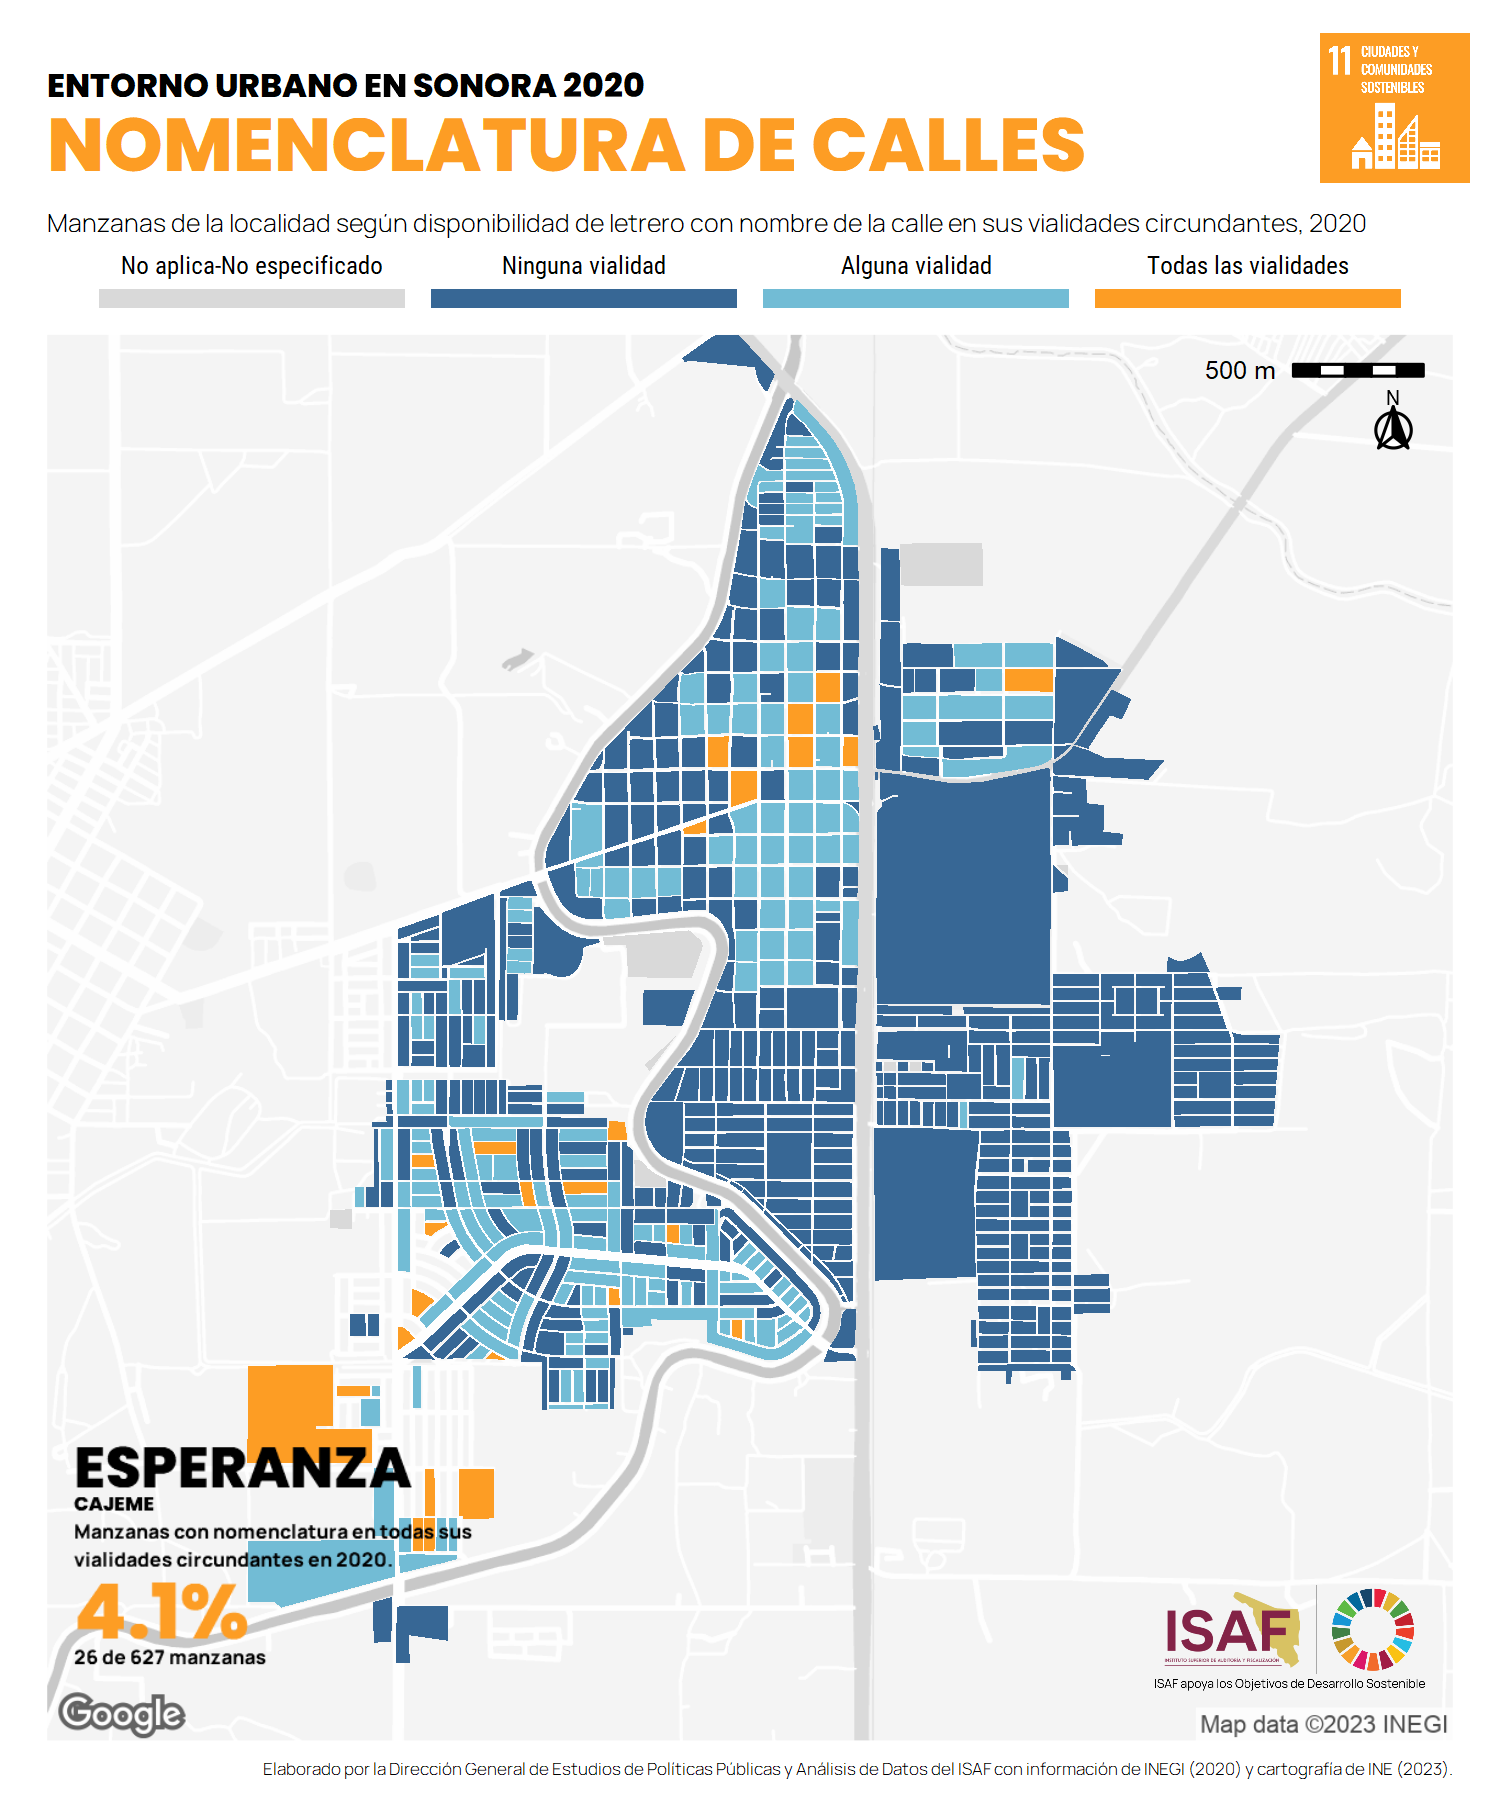 ENTORNO URBANO EN SONORA 2020
NOMENCLATURA DE CALLES
11 CIUDADES Y
COMUNIDADES
SOSTENIBLES
Manzanas de la localidad según disponibilidad de letrero con nombre de la calle en sus vialidades circundantes, 2020
No aplica-No especificado Ninguna vialidad Alguna vialidad Todas las vialidades
500 m
N
ESPERANZA
CAJEME
Manzanas con nomenclatura en todas sus
vialidades circundantes en 2020.
4.1%
26 de 627 manzanas
Google
ISAF
INSTITUTO SUPERIOR DE AUDITORÍA Y FISCALIZACIÓN
ISAF apoya los Objetivos de Desarrollo Sostenible
Map data ©2023 INEGI
Elaborado por la Dirección General de Estudios de Políticas Públicas y Análisis de Datos del ISAF con información de INEGI (2020) y cartografía de INE (2023).